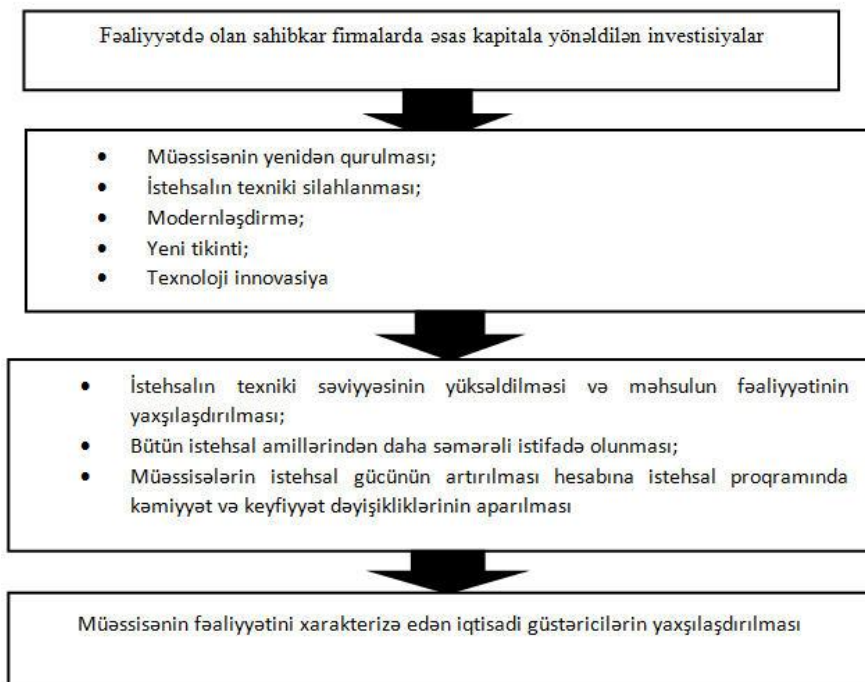 Fəaliyyətdə olan sahibkar firmalarda əsas kapitala yönəldilən investisiyalar
• Müəssisənin yenidən qurulması;
• İstehsalın texniki silahlanması;
• Modernləşdirmə;
• Yeni tikinti;
• Texnoloji innovasiya
• İstehsalın texniki səviyyəsinin yüksəldilməsi və məhsulun fəaliyyətinin
yaxşılaşdırılması;
• Bütün istehsal amillərindən daha səmərəli istifadə olunması;
• Müəssisələrin istehsal gücünün artırılması hesabına istehsal proqramında
kəmiyyət və keyfiyyət dəyişikliklərinin aparılması
Müəssisənin fəaliyyətini xarakterizə edən iqtisadi güstəricilərin yaxşılaşdırılması